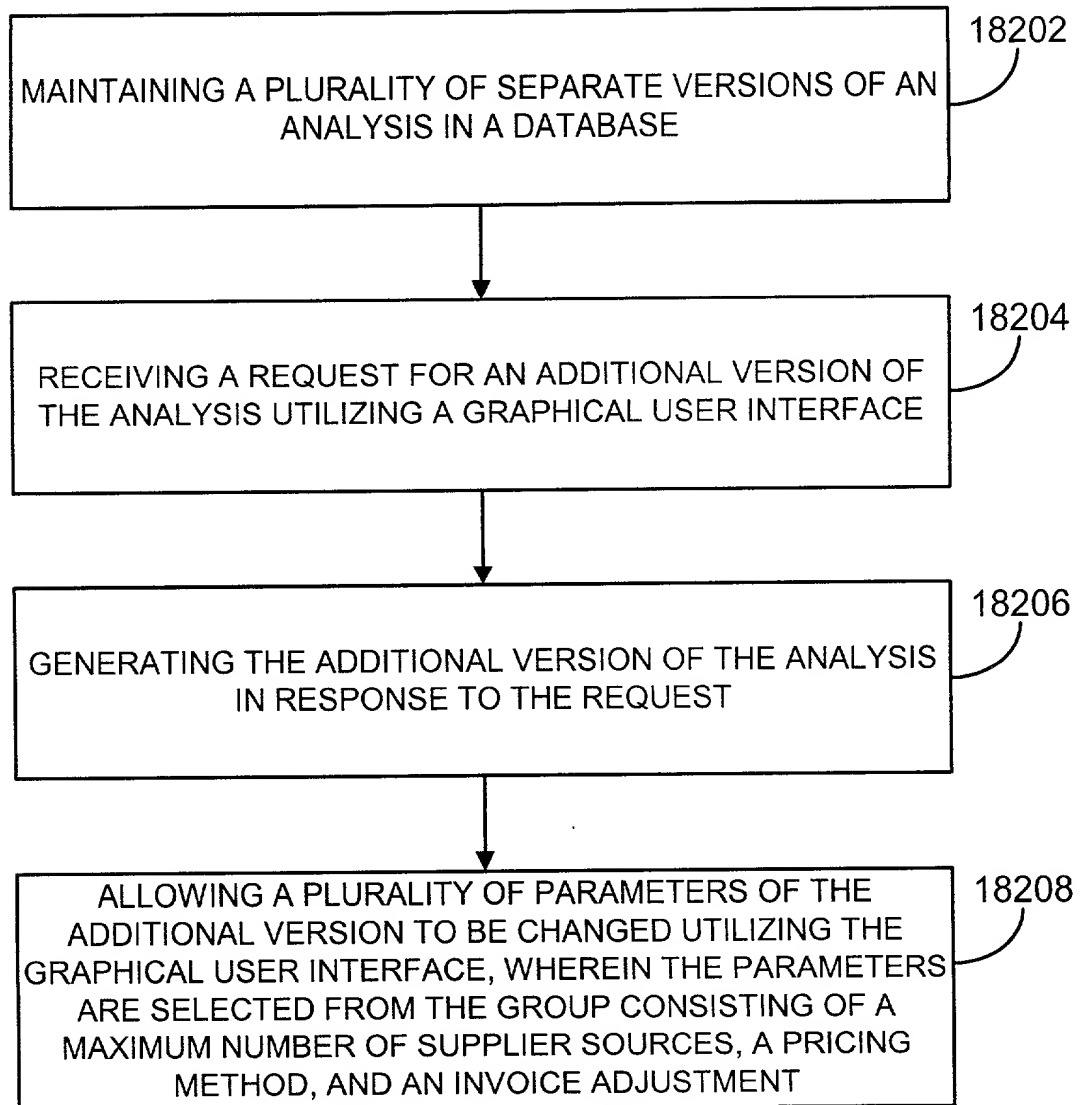 18202
MAINTAINING A PLURALITY OF SEPARATE VERSIONS OF AN
ANALYSIS IN A DATABASE
18204
RECEIVING A REQUEST FOR AN ADDITIONAL VERSION OF
THE ANALYSIS UTILIZING A GRAPHICAL USER INTERFACE
18206
GENERATING THE ADDITIONAL VERSION OF THE ANALYSIS
IN RESPONSE TO THE REQUEST
18208
ALLOWING A PLURALITY OF PARAMETERS OF THE
ADDITIONAL VERSION TO BE CHANGED UTILIZING THE
GRAPHICAL USER INTERFACE, WHEREIN THE PARAMETERS
ARE SELECTED FROM THE GROUP CONSISTING OF A
MAXIMUM NUMBER OF SUPPLIER SOURCES, A PRICING
METHOD, AND AN INVOICE ADJUSTMENT